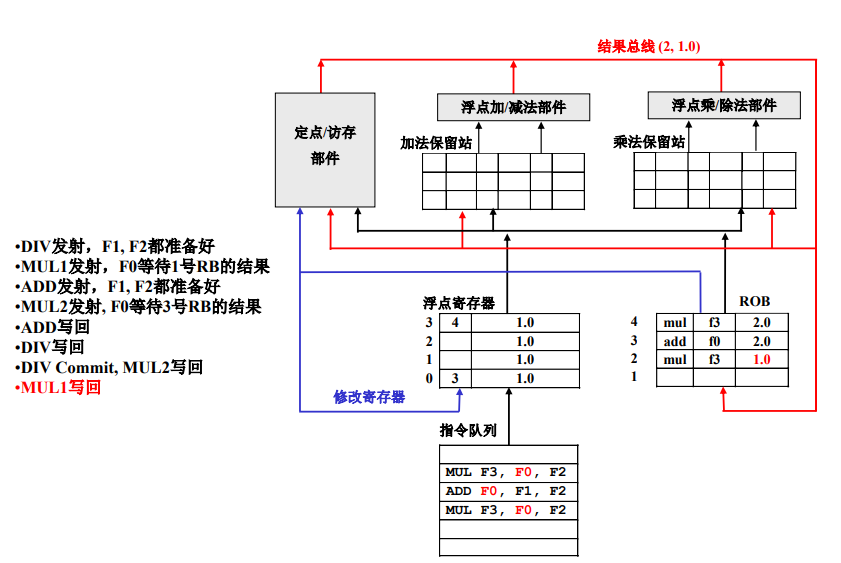 结果总线 (2, 1.0)
定点/访存
部件
浮点加/减法部件
浮点乘/除法部件
加法保留站
乘法保留站
•DIV发射，F1, F2都准备好
•MUL1发射，F0等待1号RB的结果
•ADD发射，F1, F2都准备好
•MUL2发射, F0等待3号RB的结果
•ADD写回
•DIV写回
•DIV Commit, MUL2写回
•MUL1写回
浮点寄存器
3 4 1.0
2 1.0
1 1.0
0 3 1.0
ROB
4 mul f3 2.0
3 add f0 2.0
2 mul f3 1.0
1
修改寄存器
指令队列
MUL F3, F0, F2
ADD F0, F1, F2
MUL F3, F0, F2